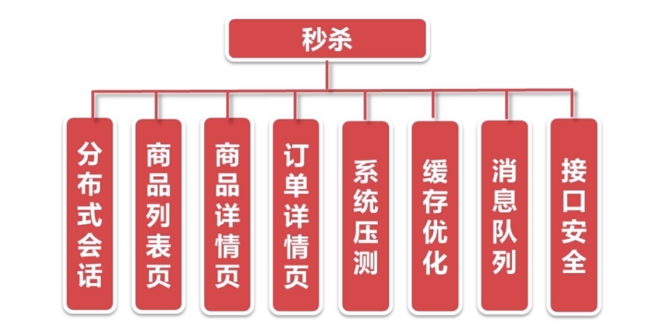 秒杀
分布式会话
商品列表页
商品详情页
订单详情页
系统压测
缓存优化
消息队列
接口安全